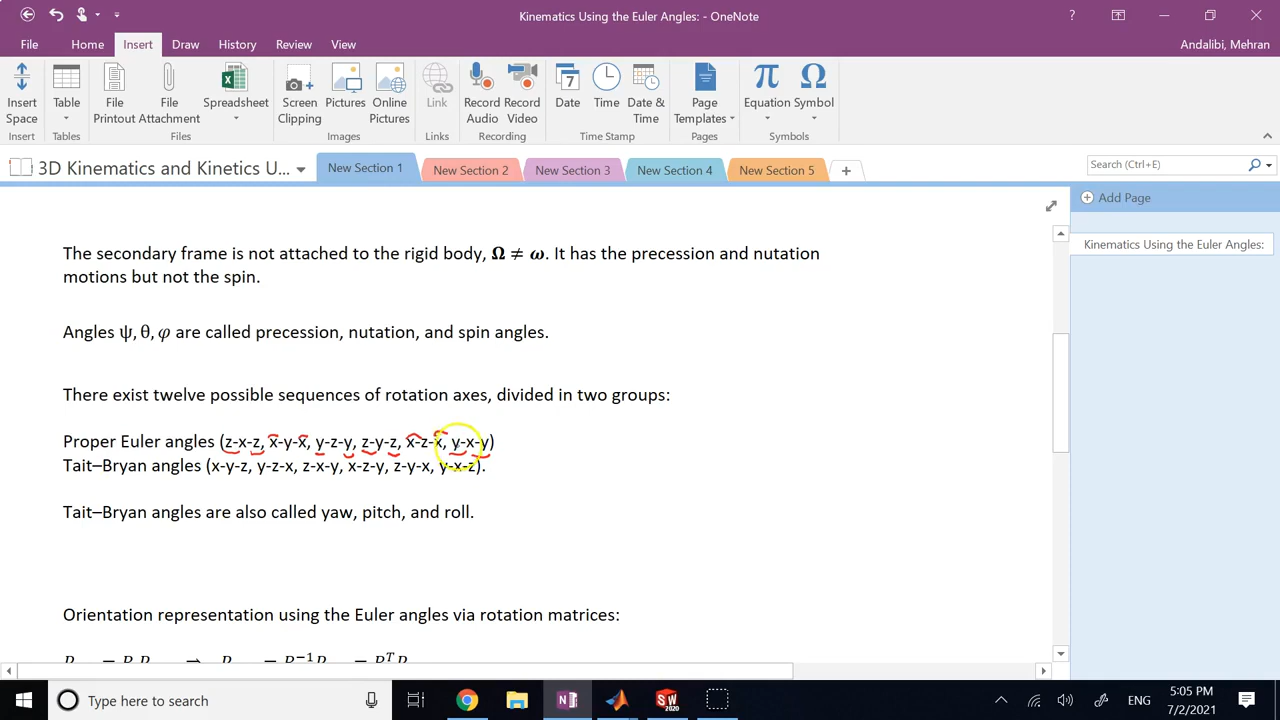 Kinematics Using the Euler Angles: - OneNote
Andalibi, Mehran
File Home Insert Draw History Review View
Insert Space
Table
File Printout
File Attachment
Spreadsheet
Screen Clipping
Pictures
Online Pictures
Link
Record Audio
Record Video
Date
Time
Date & Time
Page Templates
Equation
Symbol
Insert Tables Files Images Links Recording Time Stamp Pages Symbols
3D Kinematics and Kinetics U...
New Section 1 New Section 2 New Section 3 New Section 4 New Section 5
Search (Ctrl+E)
Add Page
Kinematics Using the Euler Angles:
The secondary frame is not attached to the rigid body, Ω ≠ ω. It has the precession and nutation
motions but not the spin.
Angles ψ, θ, φ are called precession, nutation, and spin angles.
There exist twelve possible sequences of rotation axes, divided in two groups:
Proper Euler angles (z-x-z, x-y-x, y-z-y, z-y-z, x-z-x, y-x-y)
Tait–Bryan angles (x-y-z, y-z-x, z-x-y, x-z-y, z-y-x, y-x-z).
Tait–Bryan angles are also called yaw, pitch, and roll.
Orientation representation using the Euler angles via rotation matrices:
Type here to search
ENG
5:05 PM
7/2/2021